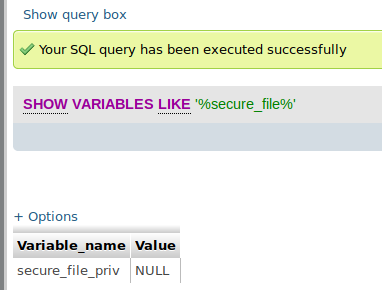 Show query box
Your SQL query has been executed successfully
SHOW VARIABLES LIKE '%secure_file%'
+ Options
Variable_name Value
secure_file_priv NULL